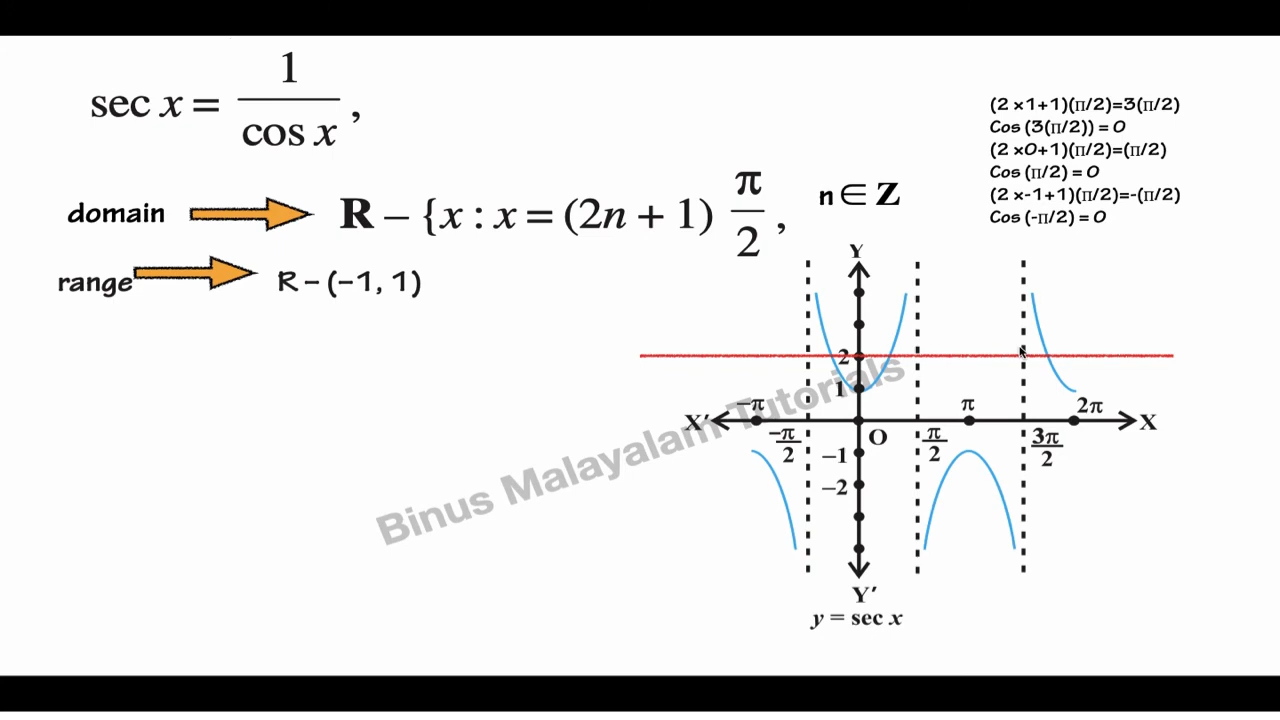 sec x = 1/cos x ,
domain R – {x : x = (2n + 1) π/2 , n ∈ Z
range R – (–1, 1)
(2 ×1+1)(π/2)=3(π/2)
Cos (3(π/2)) = 0
(2 ×0+1)(π/2)=(π/2)
Cos (π/2) = 0
(2 ×-1+1)(π/2)=-(π/2)
Cos (-π/2) = 0
Y
2
1
–π
π
2π
X′
O
X
–π/2
π/2
3π/2
–1
–2
Y′
y = sec x
Binus Malayalam Tutorials